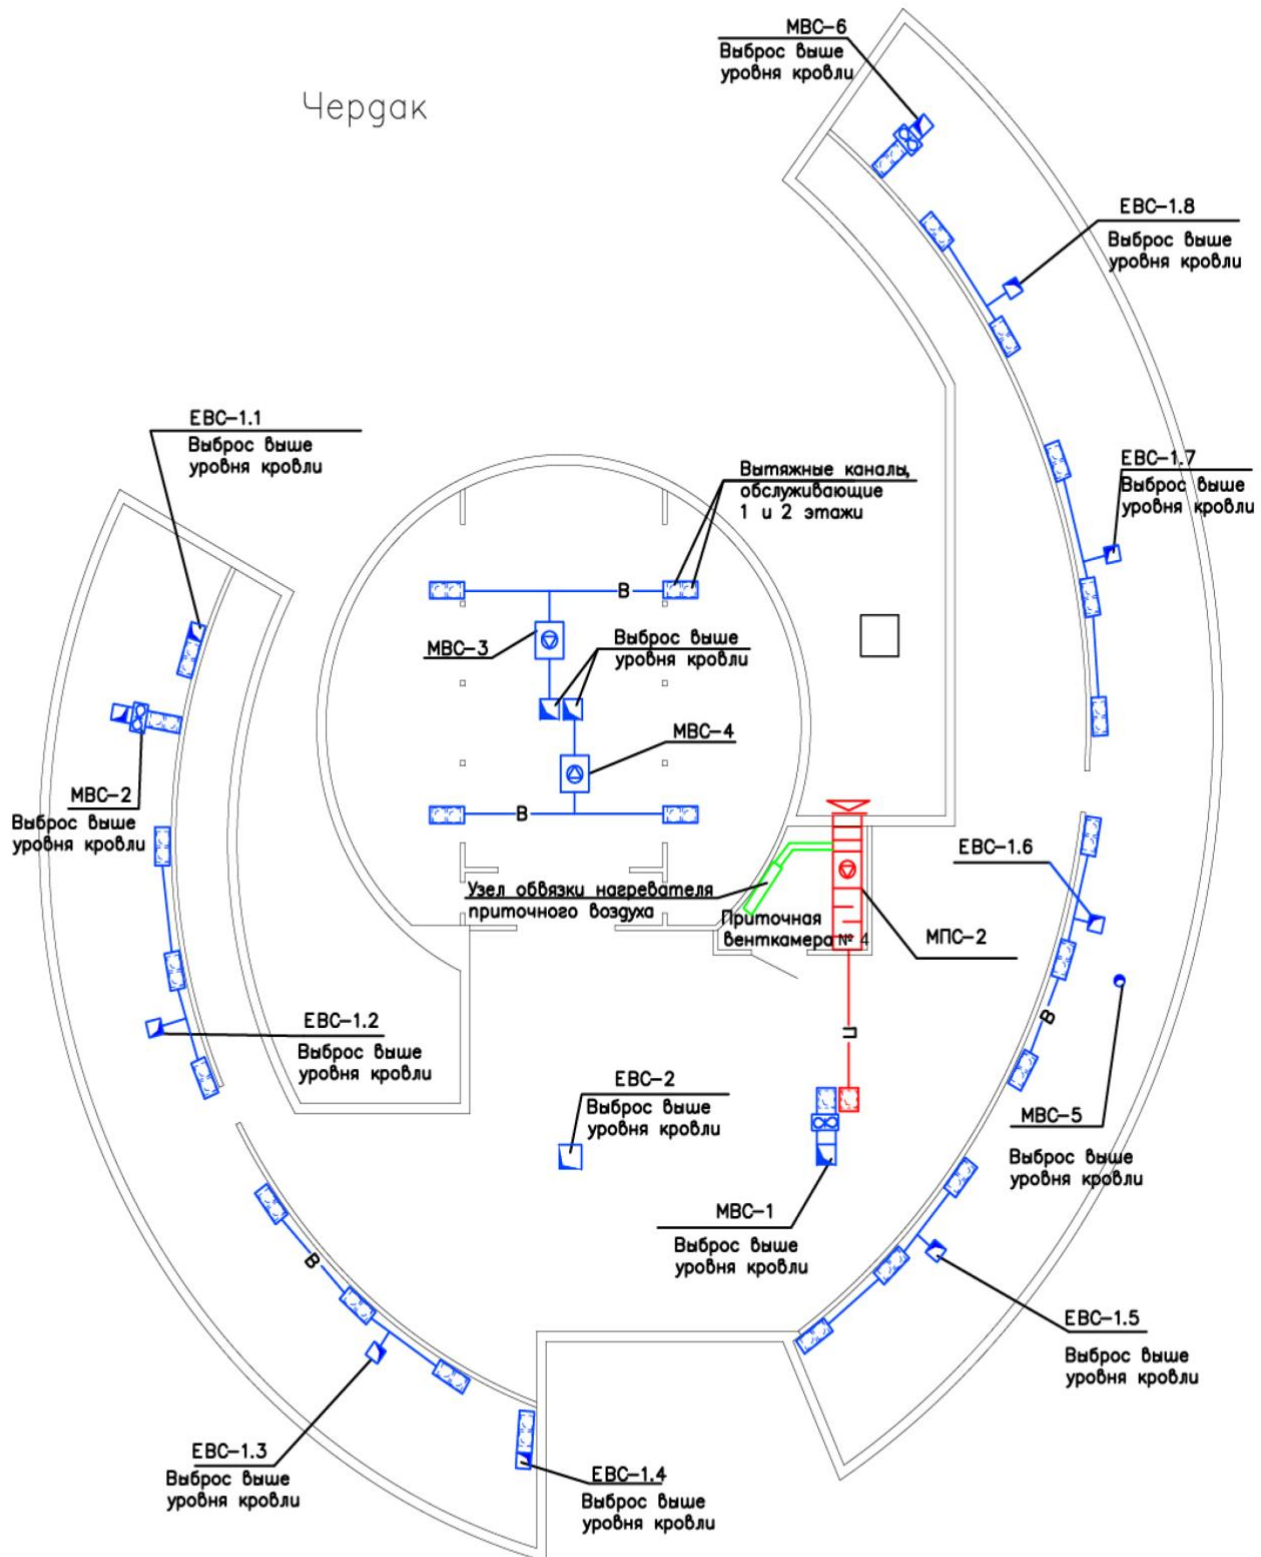 МВС-6
Выброс выше
уровня кровли
Чердак
ЕВС-1.8
Выброс выше
уровня кровли
ЕВС-1.1
Выброс выше
уровня кровли
Вытяжные каналы,
обслуживающие
1 и 2 этажи
ЕВС-1.7
Выброс выше
уровня кровли
В
МВС-3
Выброс выше
уровня кровли
МВС-4
МВС-2
Выброс выше
уровня кровли
В
ЕВС-1.6
Узел обвязки нагревателя
приточного воздуха
Приточная
венткамера № 4
МПС-2
П
В
ЕВС-1.2
Выброс выше
уровня кровли
ЕВС-2
Выброс выше
уровня кровли
МВС-5
Выброс выше
уровня кровли
МВС-1
Выброс выше
уровня кровли
В
ЕВС-1.5
Выброс выше
уровня кровли
ЕВС-1.3
Выброс выше
уровня кровли
ЕВС-1.4
Выброс выше
уровня кровли